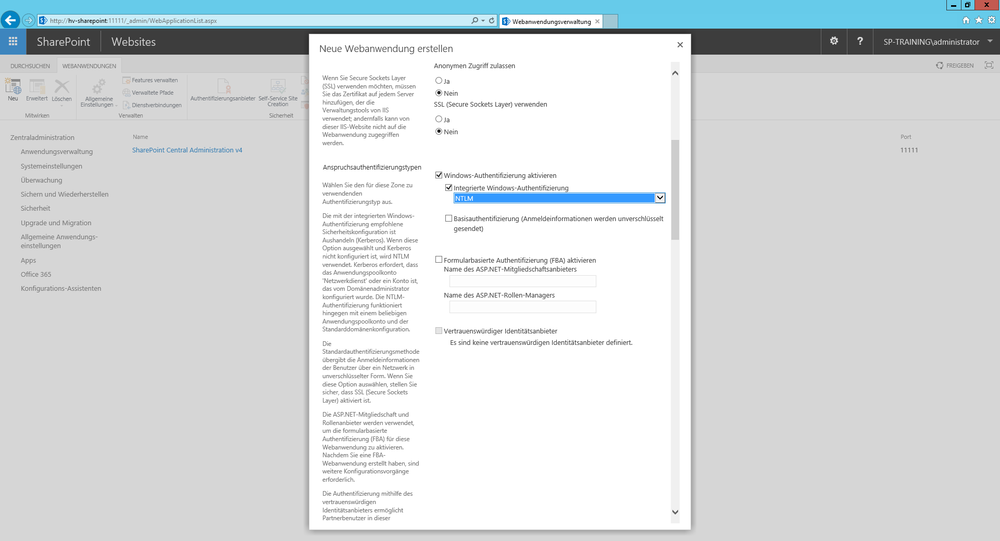 http://hv-sharepoint:11111/_admin/WebApplicationList.aspx
Webanwendungsverwaltung
SharePoint
Websites
SP-TRAINING\administrator
DURCHSUCHEN
WEBANWENDUNGEN
FREIGEBEN
Neu
Erweitert
Löschen
Mitwirken
Allgemeine
Einstellungen
Features verwalten
Verwaltete Pfade
Dienstverbindungen
Verwalten
Authentifizierungsanbieter
Self-Service Site
Creation
Sicherheit
Zentraladministration
Anwendungsverwaltung
Systemeinstellungen
Überwachung
Sichern und Wiederherstellen
Sicherheit
Upgrade und Migration
Allgemeine Anwendungs-
einstellungen
Apps
Office 365
Konfigurations-Assistenten
Name
SharePoint Central Administration v4
Port
11111
Neue Webanwendung erstellen
Wenn Sie Secure Sockets Layer
(SSL) verwenden möchten, müssen
Sie das Zertifikat auf jedem Server
hinzufügen, der die
Verwaltungstools von IIS
verwendet; andernfalls kann von
dieser IIS-Website nicht auf die
Webanwendung zugegriffen
werden.
Anonymen Zugriff zulassen
Ja
Nein
SSL (Secure Sockets Layer) verwenden
Ja
Nein
Anspruchsauthentifizierungstypen
Wählen Sie den für diese Zone zu
verwendenden
Authentifizierungstyp aus.
Die mit der integrierten Windows-
Authentifizierung empfohlene
Sicherheitskonfiguration ist
Aushandeln (Kerberos). Wenn diese
Option ausgewählt und Kerberos
nicht konfiguriert ist, wird NTLM
verwendet. Kerberos erfordert, dass
das Anwendungspoolkonto
'Netzwerkdienst' oder ein Konto ist,
das vom Domänenadministrator
konfiguriert wurde. Die NTLM-
Authentifizierung funktioniert
hingegen mit einem beliebigen
Anwendungspoolkonto und der
Standarddomänenkonfiguration.
Die
Standardauthentifizierungsmethode
übergibt die Anmeldeinformationen
der Benutzer über ein Netzwerk in
unverschlüsselter Form. Wenn Sie
diese Option auswählen, stellen Sie
sicher, dass SSL (Secure Sockets
Layer) aktiviert ist.
Die ASP.NET-Mitgliedschaft und
Rollenanbieter werden verwendet,
um die formularbasierte
Authentifizierung (FBA) für diese
Webanwendung zu aktivieren.
Nachdem Sie eine FBA-
Webanwendung erstellt haben, sind
weitere Konfigurationsvorgänge
erforderlich.
Die Authentifizierung mithilfe des
vertrauenswürdigen
Identitätsanbieters ermöglicht
Partnerbenutzer in dieser
Windows-Authentifizierung aktivieren
Integrierte Windows-Authentifizierung
NTLM
Basisauthentifizierung (Anmeldeinformationen werden unverschlüsselt
gesendet)
Formularbasierte Authentifizierung (FBA) aktivieren
Name des ASP.NET-Mitgliedschaftsanbieters
Name des ASP.NET-Rollen-Managers
Vertrauenswürdiger Identitätsanbieter
Es sind keine vertrauenswürdigen Identitätsanbieter definiert.